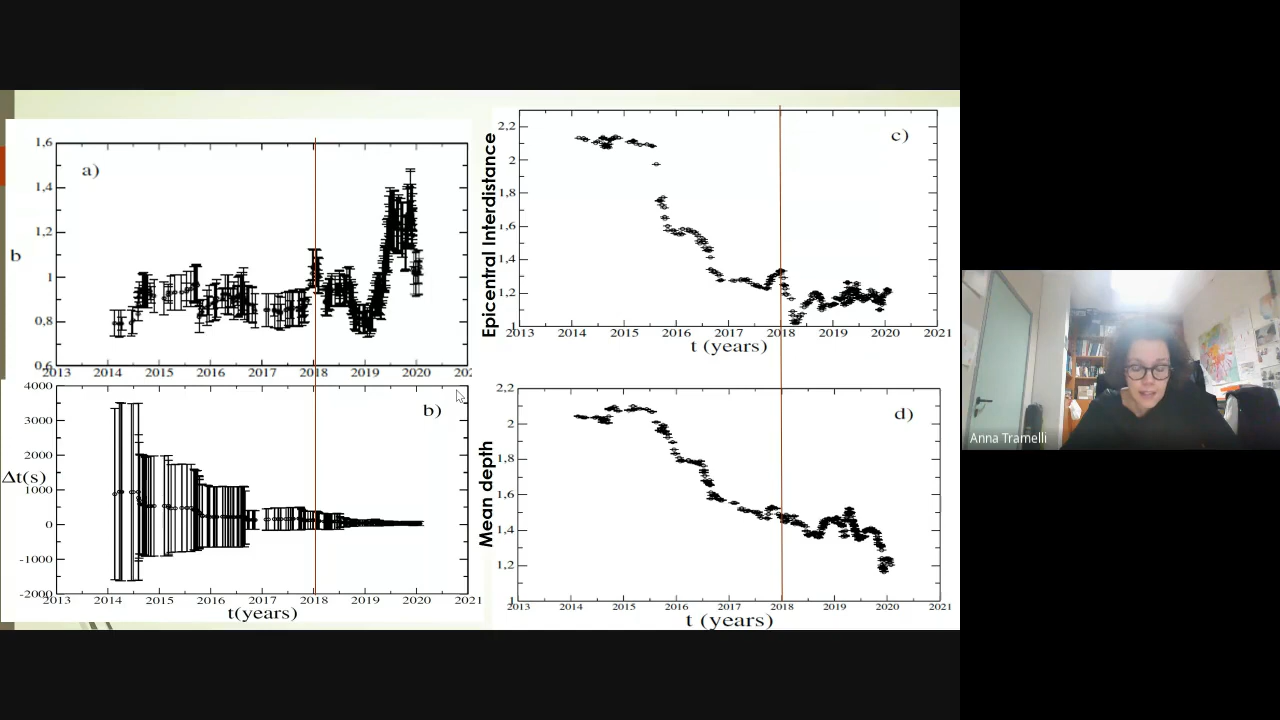 a)
b
1,6
1,4
1,2
1
0,8
0,6
2013 2014 2015 2016 2017 2018 2019 2020 202
b)
Δt(s)
4000
3000
2000
1000
0
-1000
-2000
2013 2014 2015 2016 2017 2018 2019 2020 2021
t(years)
c)
Epicentral Interdistance
2,2
2
1,8
1,6
1,4
1,2
2013 2014 2015 2016 2017 2018 2019 2020 2021
t (years)
d)
Mean depth
2,2
2
1,8
1,6
1,4
1,2
1
2013 2014 2015 2016 2017 2018 2019 2020 2021
t (years)
Anna Tramelli